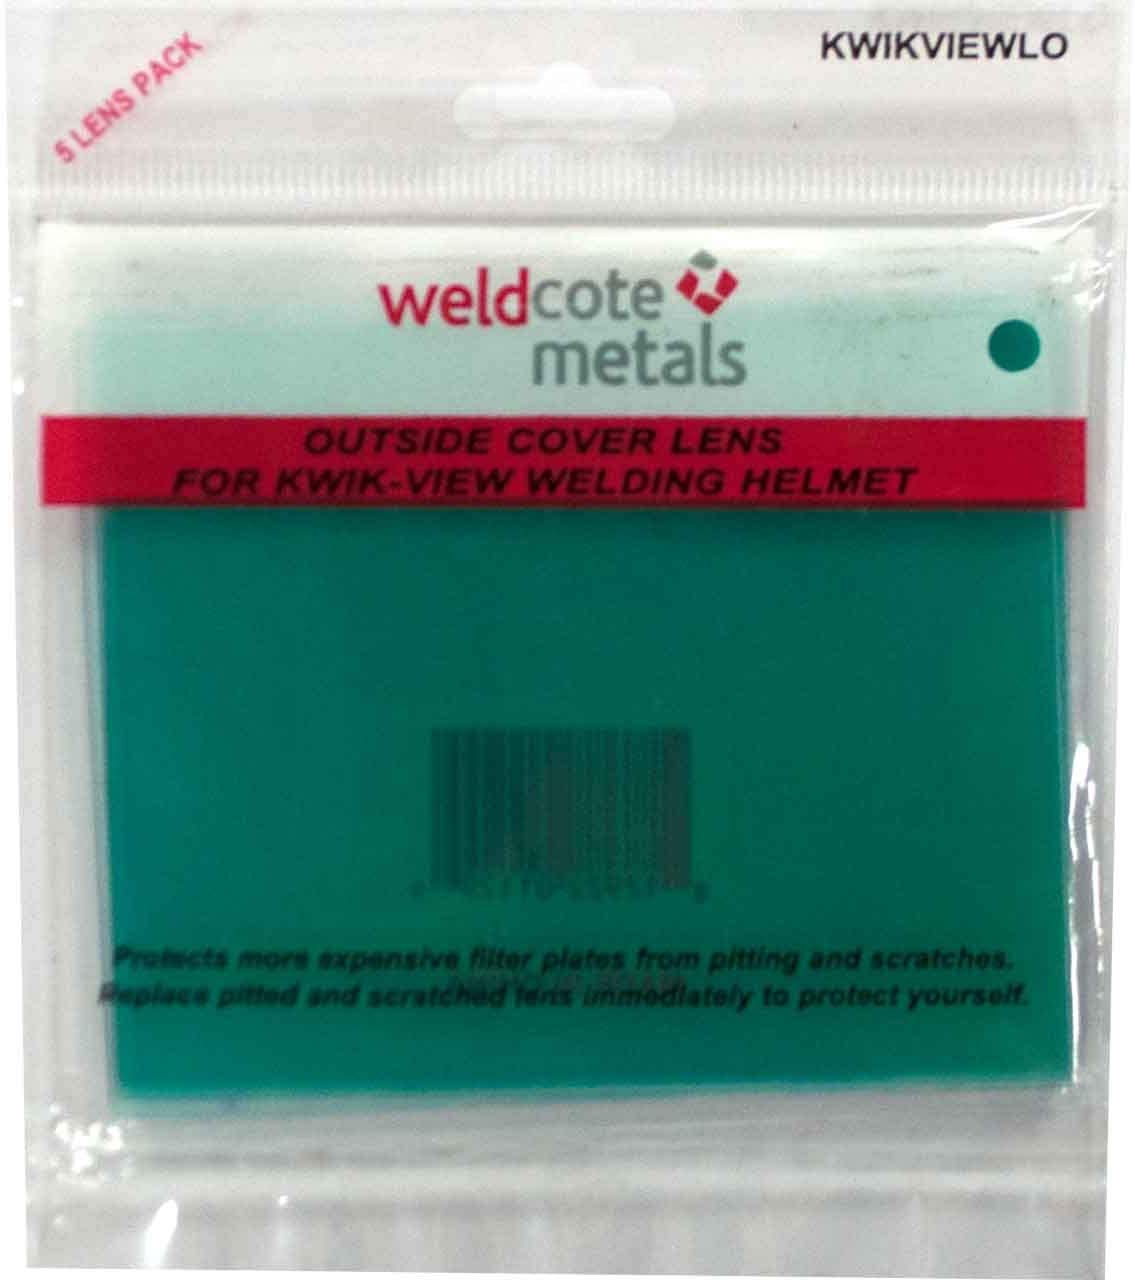 5 LENS PACK
KWIKVIEWLO
weldcote
metals
OUTSIDE COVER LENS
FOR KWIK-VIEW WELDING HELMET
Protects more expensive filter plates from pitting and scratches.
Replace pitted and scratched lens immediately to protect yourself.